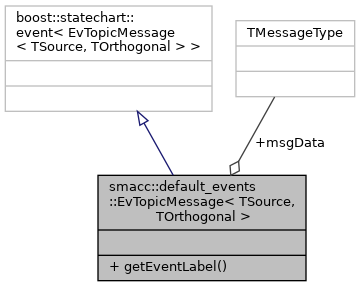 boost::statechart::
event< EvTopicMessage
< TSource, TOrthogonal > >
TMessageType
+msgData
smacc::default_events
::EvTopicMessage< TSource,
TOrthogonal >
+ getEventLabel()